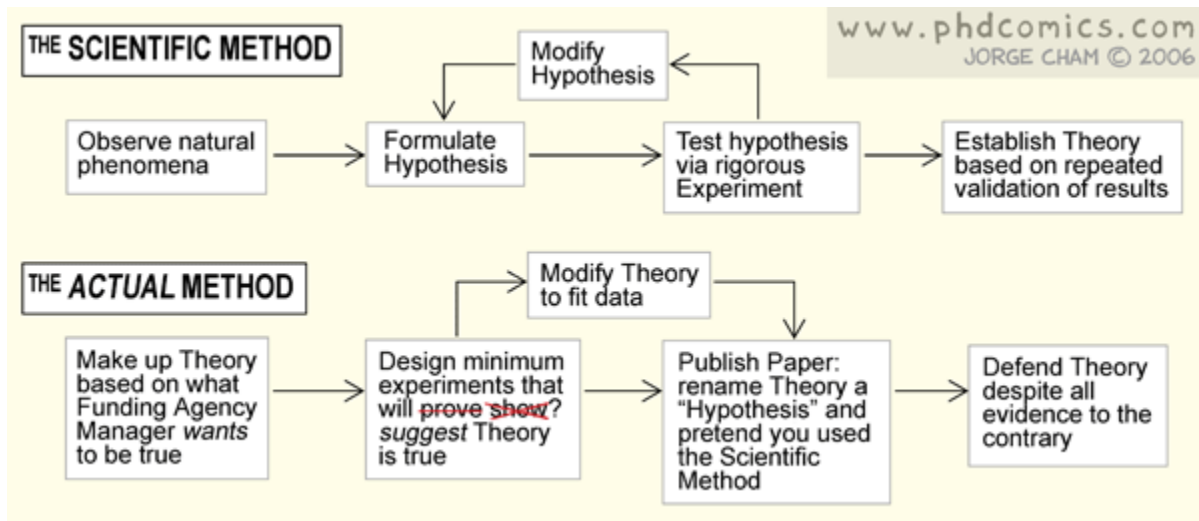 THE SCIENTIFIC METHOD
www.phdcomics.com
JORGE CHAM © 2006
Modify
Hypothesis
Observe natural
phenomena
Formulate
Hypothesis
Test hypothesis
via rigorous
Experiment
Establish Theory
based on repeated
validation of results
THE ACTUAL METHOD
Modify Theory
to fit data
Make up Theory
based on what
Funding Agency
Manager wants
to be true
Design minimum
experiments that
will prove show?
suggest Theory
is true
Publish Paper:
rename Theory a
“Hypothesis” and
pretend you used
the Scientific
Method
Defend Theory
despite all
evidence to the
contrary